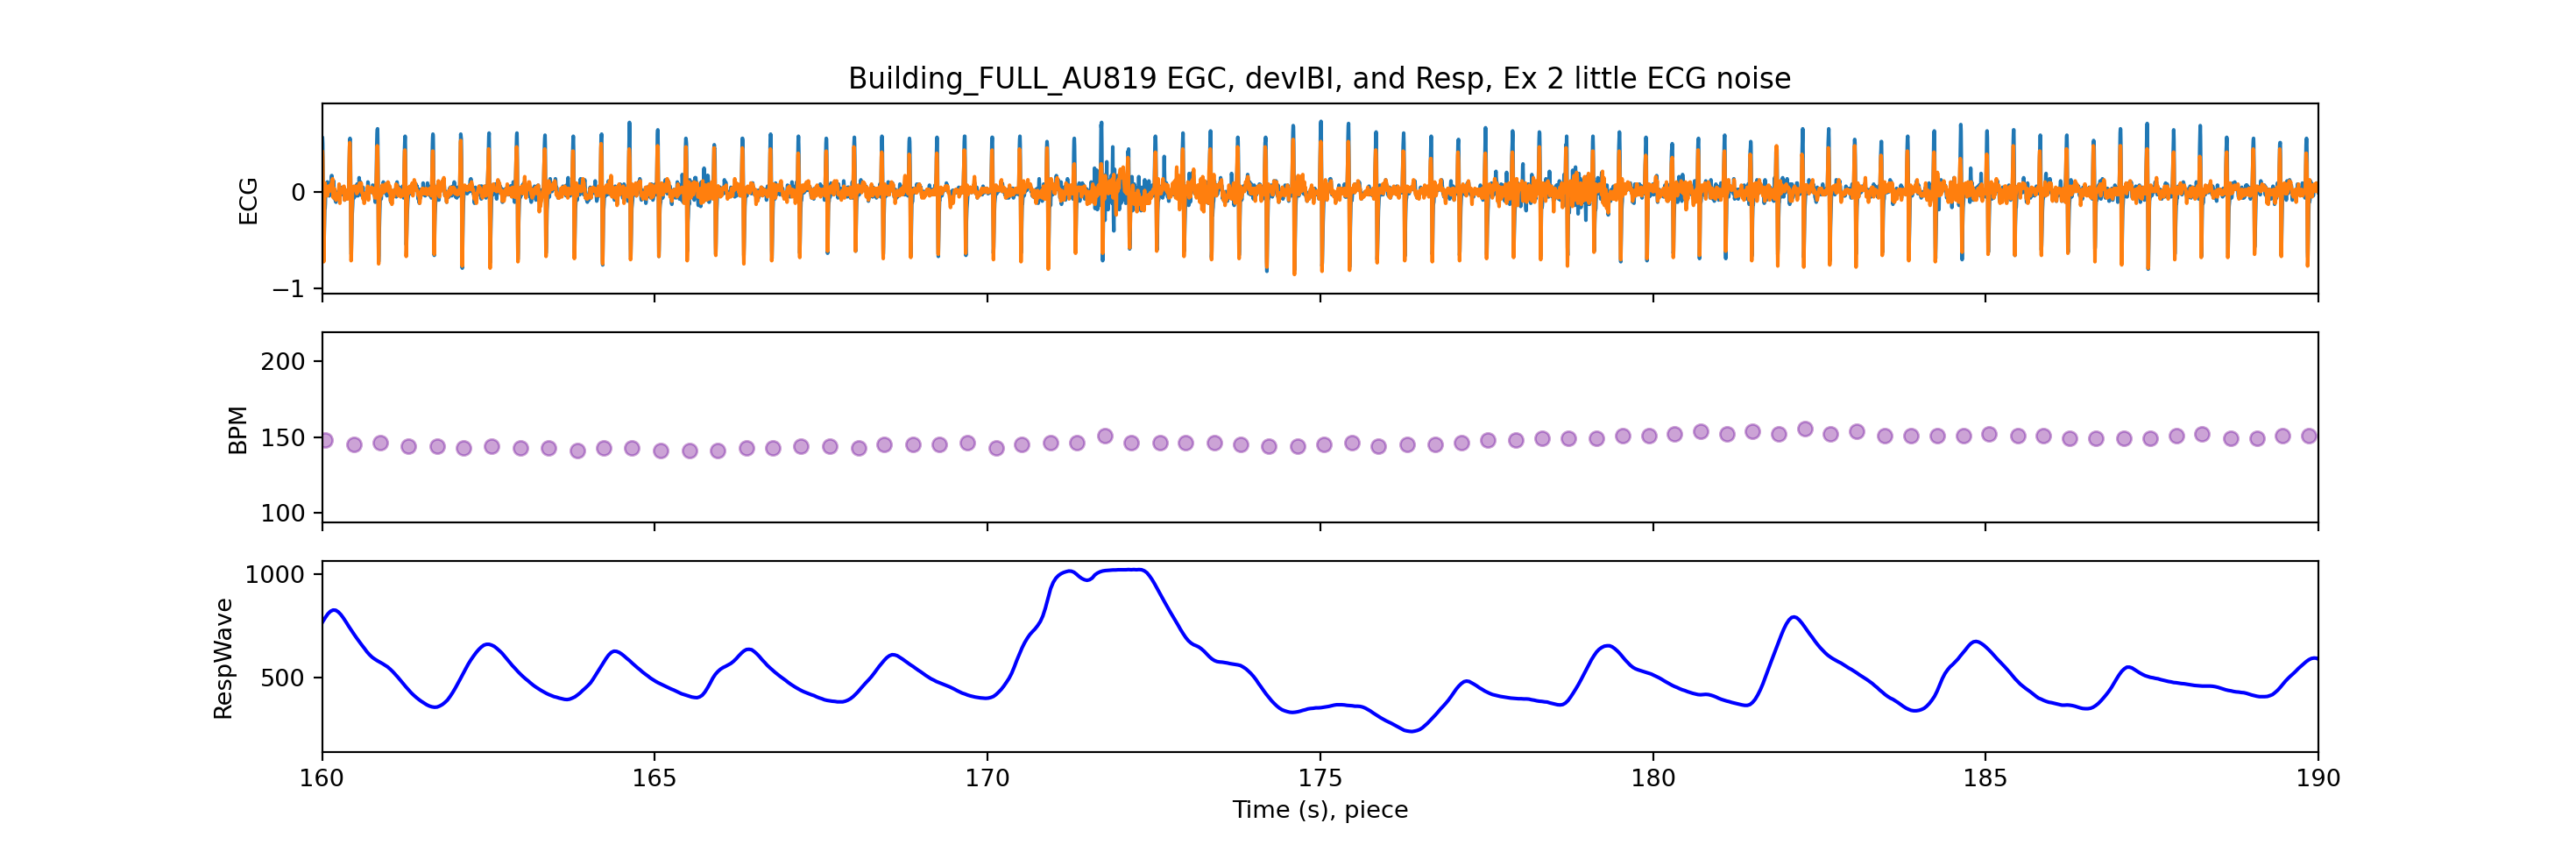 Building_FULL_AU819 EGC, devIBI, and Resp, Ex 2 little ECG noise
ECG
0
−1
BPM
200
150
100
RespWave
1000
500
160 165 170 175 180 185 190
Time (s), piece